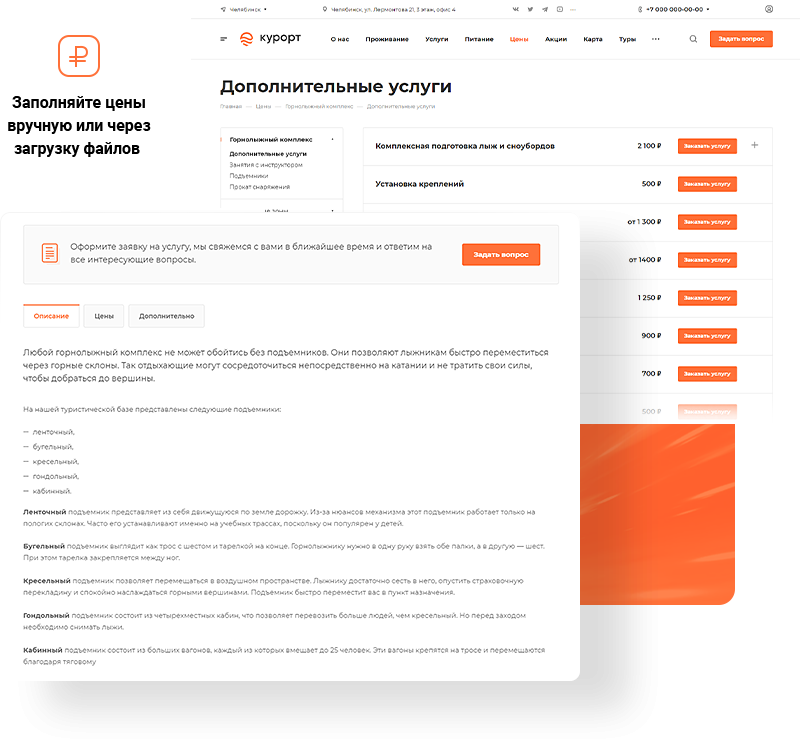 Челябинск
Челябинск, ул. Лермонтова 21, 3 этаж, офис 4
+7 000 000-00-00
курорт
О нас
Проживание
Услуги
Питание
Цены
Акции
Карта
Туры
Задать вопрос
Заполняйте цены
вручную или через
загрузку файлов
Дополнительные услуги
Главная — Цены — Горнолыжный комплекс — Дополнительные услуги
Горнолыжный комплекс
Дополнительные услуги
Занятия с инструктором
Подъемники
Прокат снаряжения
Комплексная подготовка лыж и сноубордов 2 100 ₽ Заказать услугу
Установка креплений 500 ₽ Заказать услугу
от 1 300 ₽ Заказать услугу
от 1400 ₽ Заказать услугу
1 250 ₽ Заказать услугу
900 ₽ Заказать услугу
700 ₽ Заказать услугу
500 ₽ Заказать услугу
Оформите заявку на услугу, мы свяжемся с вами в ближайшее время и ответим на
все интересующие вопросы.
Задать вопрос
Описание
Цены
Дополнительно
Любой горнолыжный комплекс не может обойтись без подъемников. Они позволяют лыжникам быстро переместиться
через горные склоны. Так отдыхающие могут сосредоточиться непосредственно на катании и не тратить свои силы,
чтобы добраться до вершины.
На нашей туристической базе представлены следующие подъемники:
— ленточный,
— бугельный,
— кресельный,
— гондольный,
— кабинный.
Ленточный подъемник представляет из себя движущуюся по земле дорожку. Из-за нюансов механизма этот подъемник работает только на
пологих склонах. Часто его устанавливают именно на учебных трассах, поскольку он популярен у детей.
Бугельный подъемник выглядит как трос с шестом и тарелкой на конце. Горнолыжнику нужно в одну руку взять обе палки, а в другую — шест.
При этом тарелка закрепляется между ног.
Кресельный подъемник позволяет перемещаться в воздушном пространстве. Лыжнику достаточно сесть в него, опустить страховочную
перекладину и спокойно наслаждаться горными вершинами. Подъемник быстро переместит вас в пункт назначения.
Гондольный подъемник состоит из четырехместных кабин, что позволяет перевозить больше людей, чем кресельный. Но перед заходом
необходимо снимать лыжи.
Кабинный подъемник состоит из больших вагонов, каждый из которых вмещает до 25 человек. Эти вагоны крепятся на тросе и перемещаются
благодаря тяговому